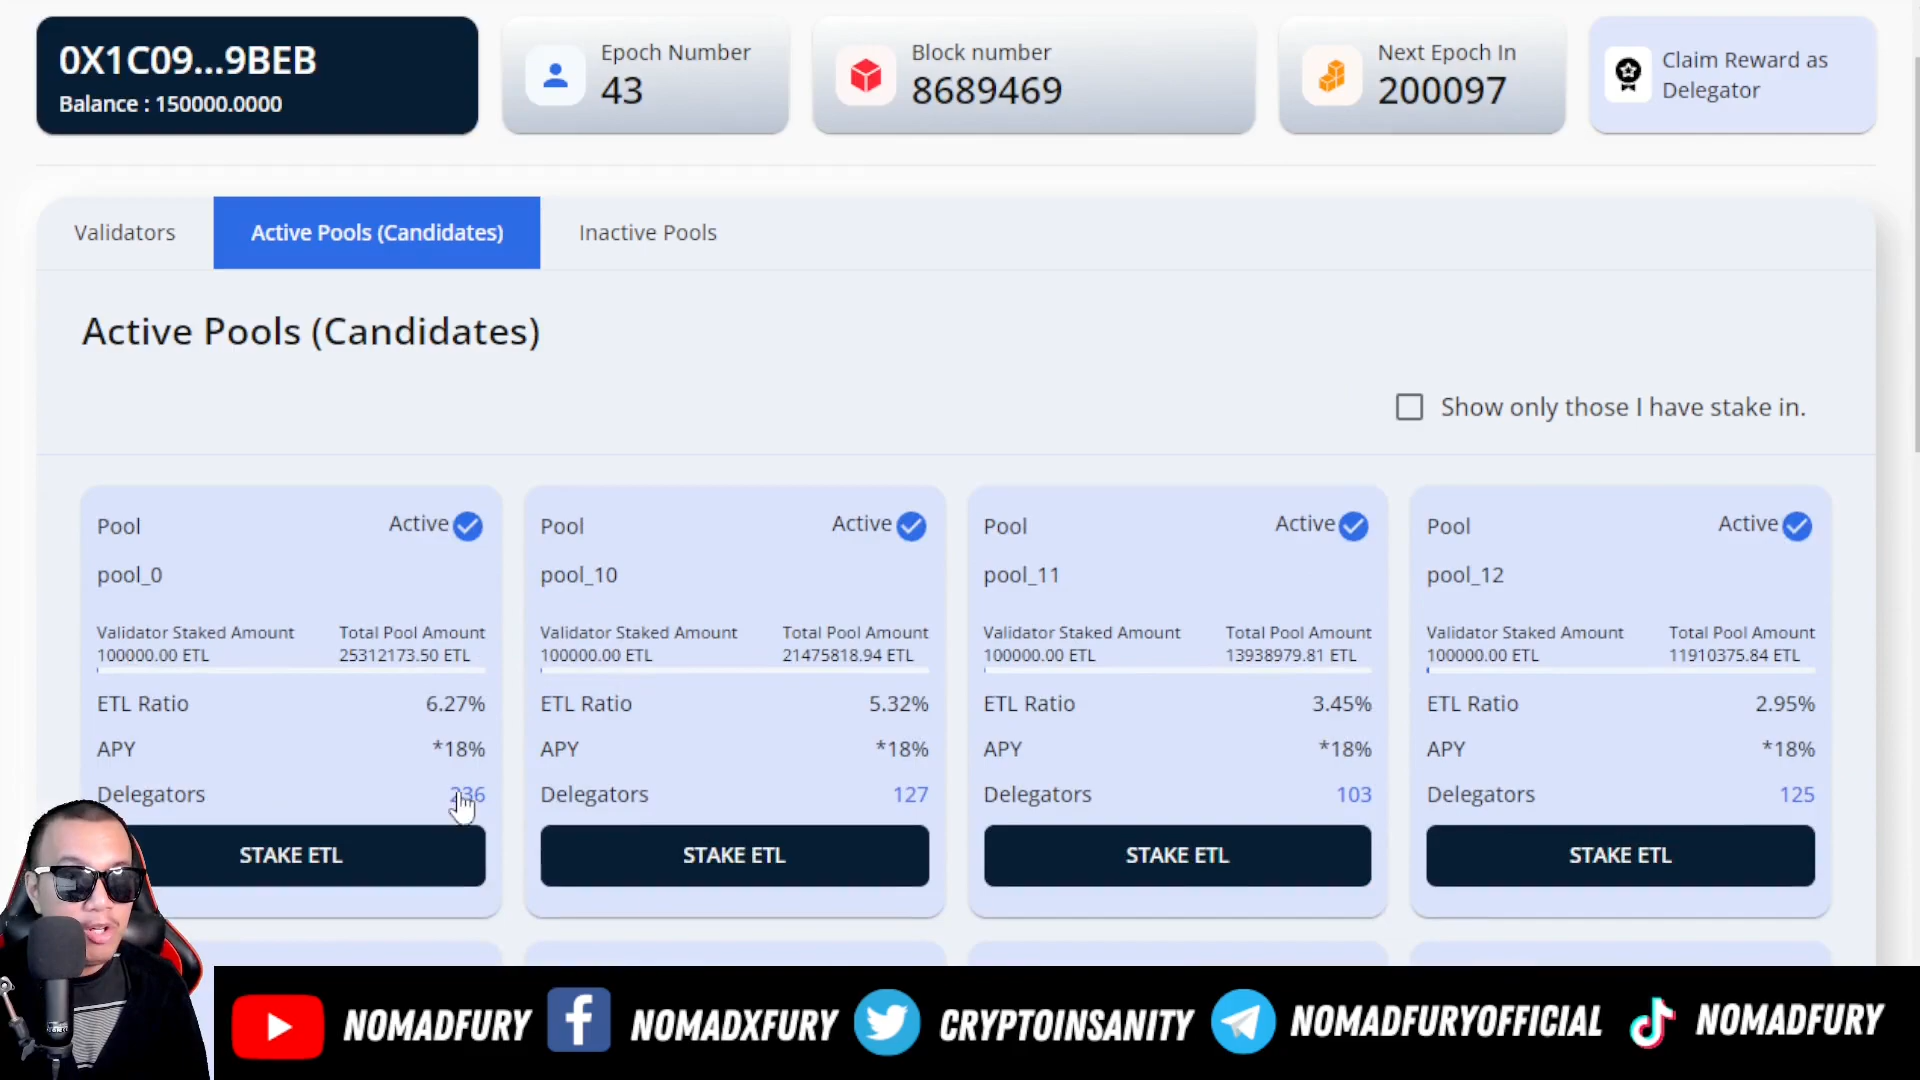 0X1C09...9BEB
Balance : 150000.0000
Epoch Number
43
Block number
8689469
Next Epoch In
200097
Claim Reward as
Delegator
Validators
Active Pools (Candidates)
Inactive Pools
Active Pools (Candidates)
Show only those I have stake in.
Pool
Active
pool_0
Validator Staked Amount
Total Pool Amount
100000.00 ETL
25312173.50 ETL
ETL Ratio
6.27%
APY
*18%
Delegators
236
STAKE ETL
Pool
Active
pool_10
Validator Staked Amount
Total Pool Amount
100000.00 ETL
21475818.94 ETL
ETL Ratio
5.32%
APY
*18%
Delegators
127
STAKE ETL
Pool
Active
pool_11
Validator Staked Amount
Total Pool Amount
100000.00 ETL
13938979.81 ETL
ETL Ratio
3.45%
APY
*18%
Delegators
103
STAKE ETL
Pool
Active
pool_12
Validator Staked Amount
Total Pool Amount
100000.00 ETL
11910375.84 ETL
ETL Ratio
2.95%
APY
*18%
Delegators
125
STAKE ETL
NOMADFURY
NOMADXFURY
CRYPTOINSANITY
NOMADFURYOFFICIAL
NOMADFURY